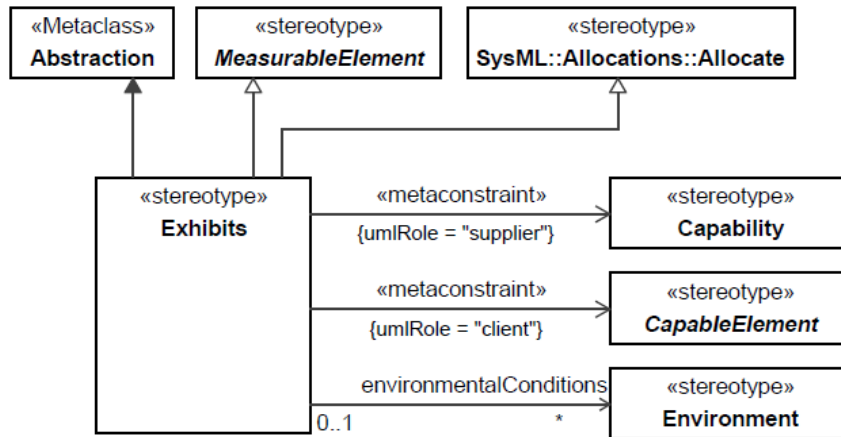 «Metaclass»
Abstraction
«stereotype»
MeasurableElement
«stereotype»
SysML::Allocations::Allocate
«stereotype»
Exhibits
«metaconstraint»
{umlRole = "supplier"}
«stereotype»
Capability
«metaconstraint»
{umlRole = "client"}
«stereotype»
CapableElement
environmentalConditions
0..1
*
«stereotype»
Environment